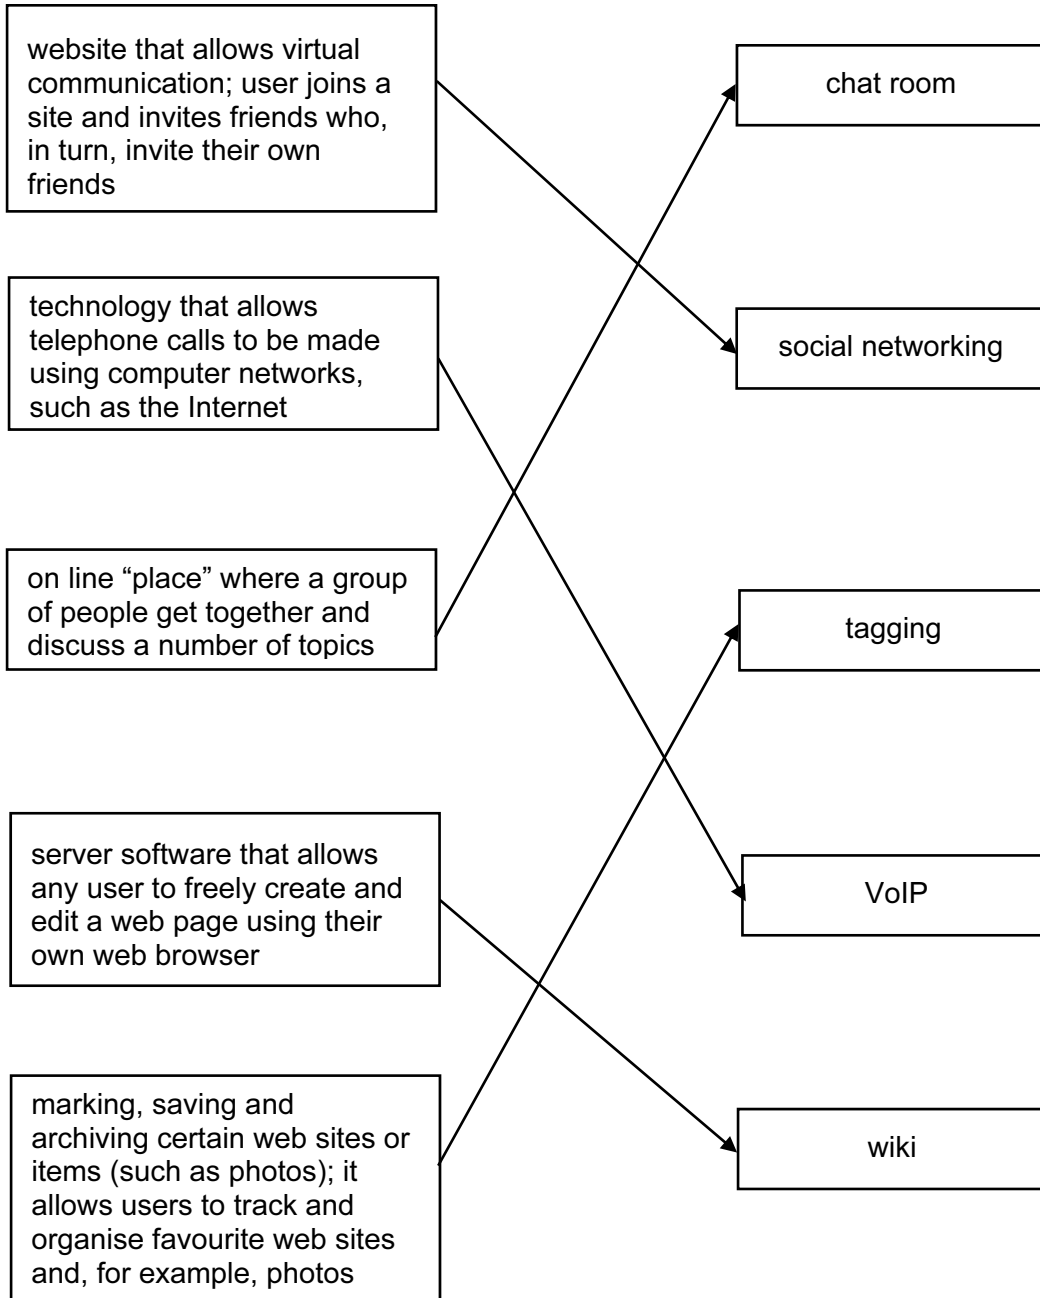 website that allows virtual
communication; user joins a
site and invites friends who,
in turn, invite their own
friends
technology that allows
telephone calls to be made
using computer networks,
such as the Internet
on line “place” where a group
of people get together and
discuss a number of topics
server software that allows
any user to freely create and
edit a web page using their
own web browser
marking, saving and
archiving certain web sites or
items (such as photos); it
allows users to track and
organise favourite web sites
and, for example, photos
chat room
social networking
tagging
VoIP
wiki